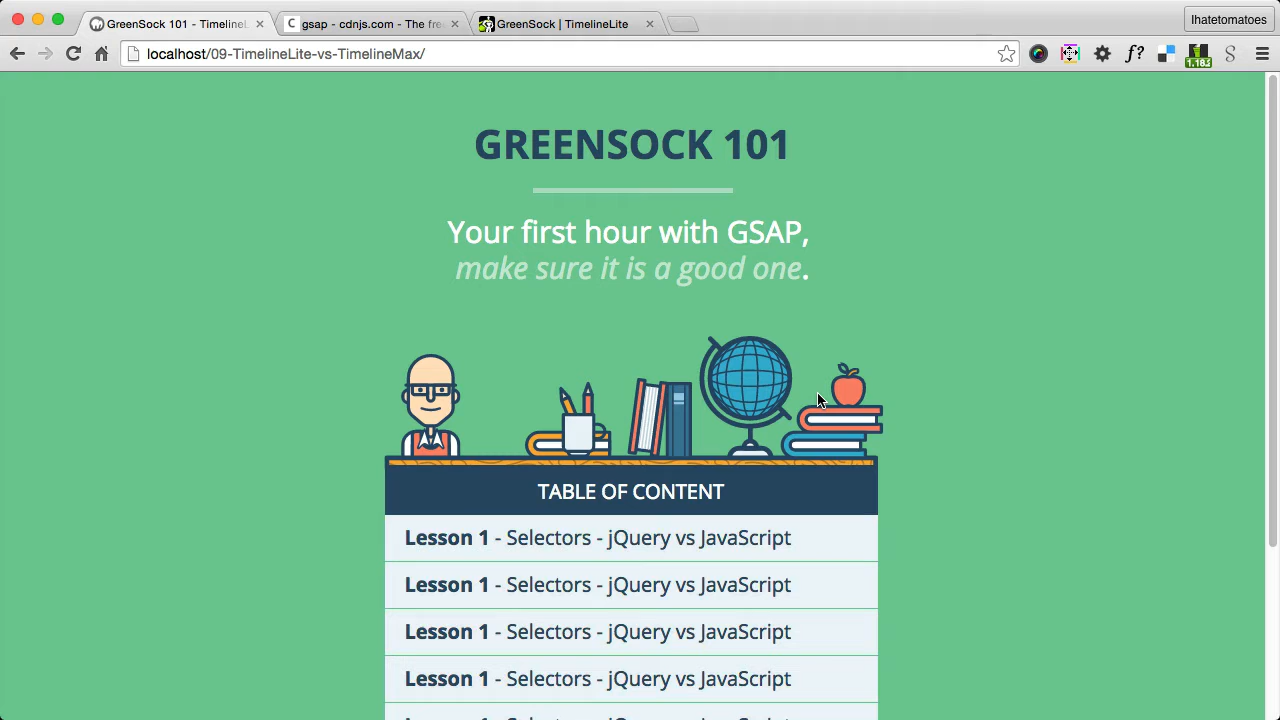 GreenSock 101 - TimelineL
gsap - cdnjs.com - The fre
GreenSock | TimelineLite
Ihatetomatoes
localhost/09-TimelineLite-vs-TimelineMax/
f?
GREENSOCK 101
Your first hour with GSAP,
make sure it is a good one.
TABLE OF CONTENT
Lesson 1 - Selectors - jQuery vs JavaScript
Lesson 1 - Selectors - jQuery vs JavaScript
Lesson 1 - Selectors - jQuery vs JavaScript
Lesson 1 - Selectors - jQuery vs JavaScript